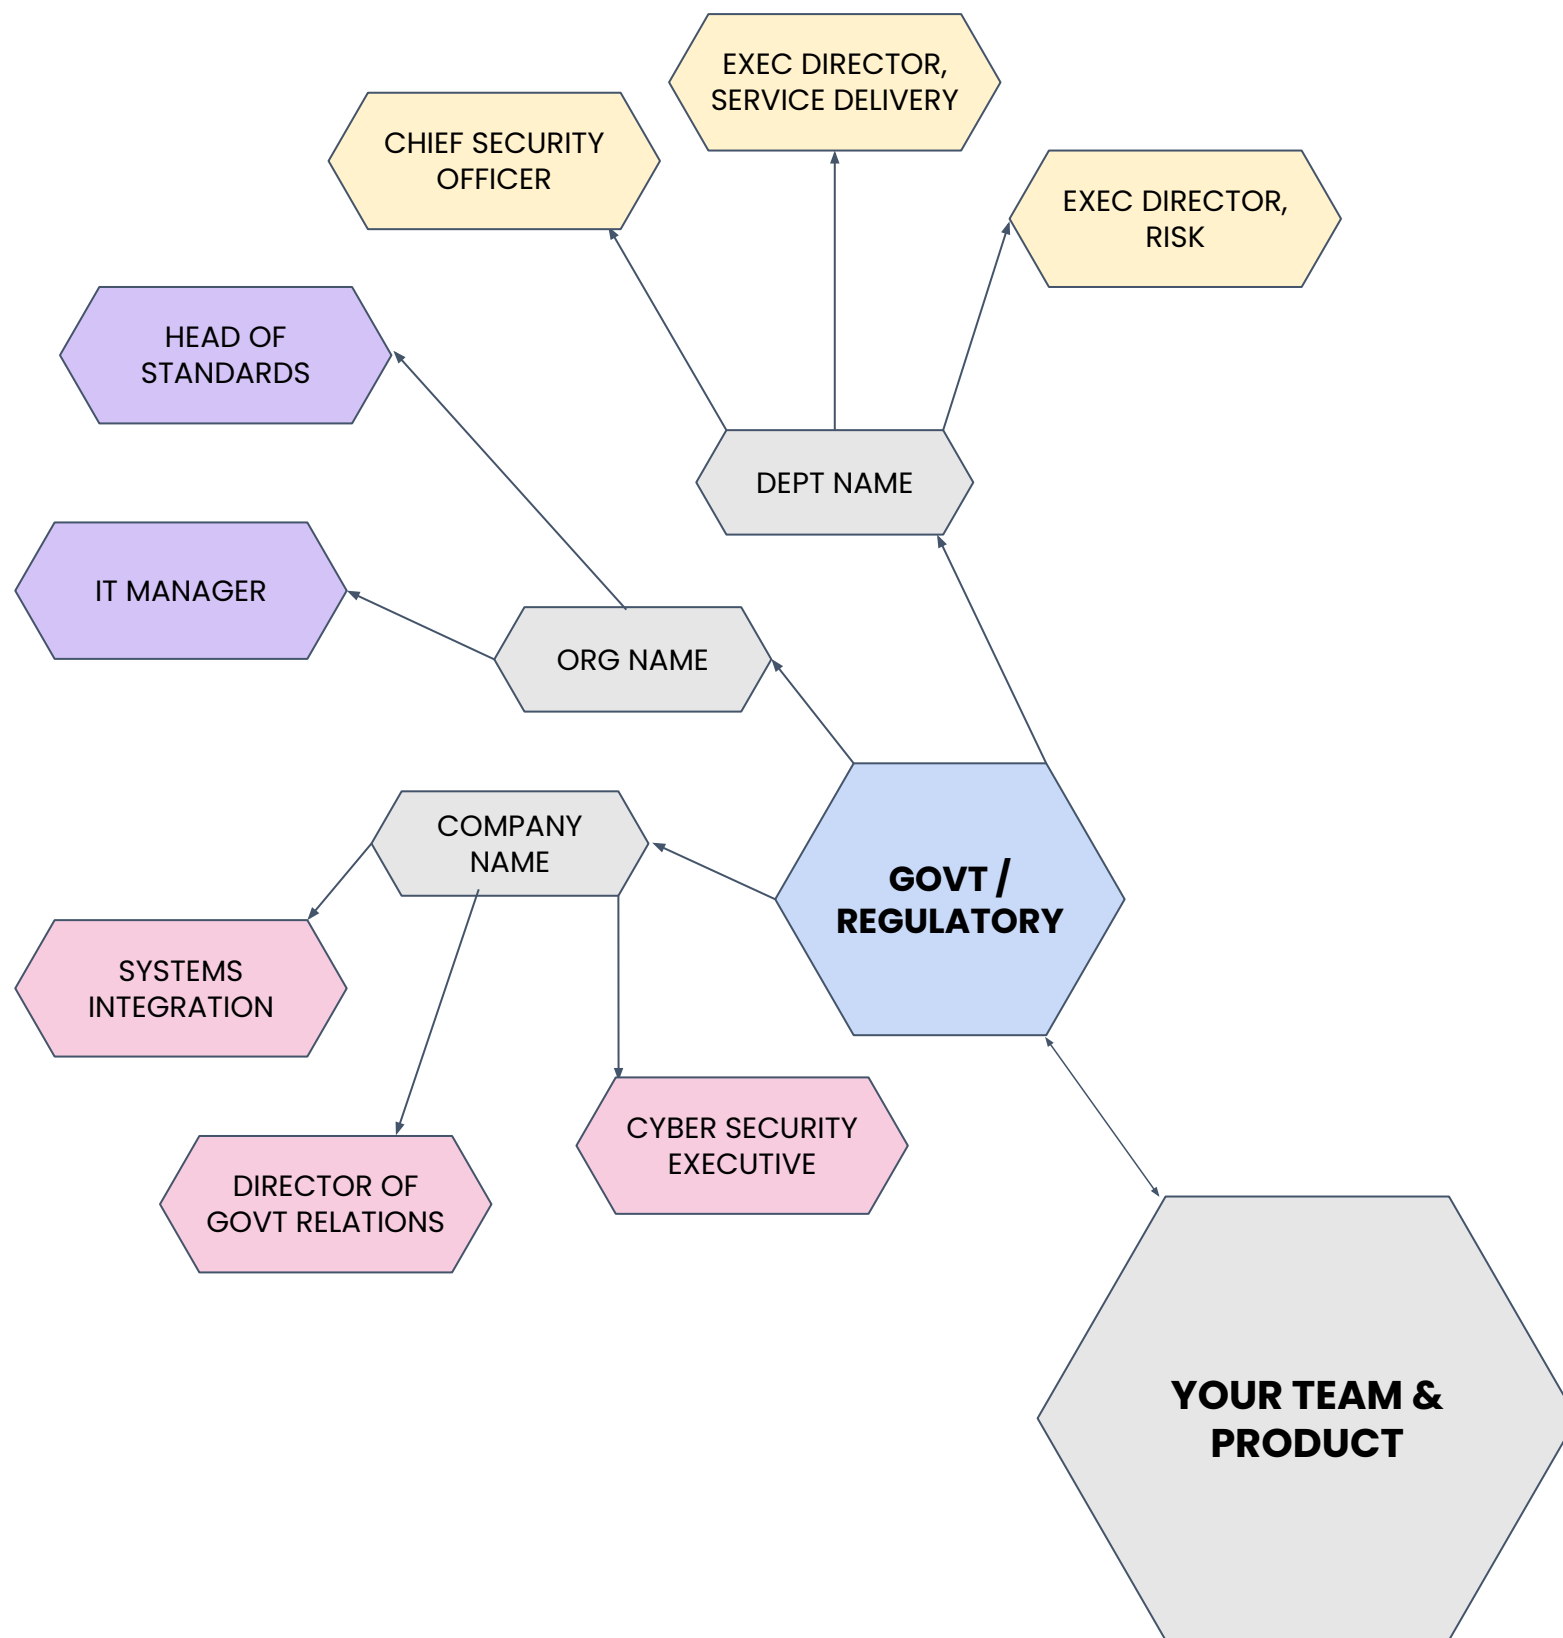 EXEC DIRECTOR,
SERVICE DELIVERY
CHIEF SECURITY
OFFICER
EXEC DIRECTOR,
RISK
HEAD OF
STANDARDS
DEPT NAME
IT MANAGER
ORG NAME
COMPANY
NAME
GOVT /
REGULATORY
SYSTEMS
INTEGRATION
CYBER SECURITY
EXECUTIVE
DIRECTOR OF
GOVT RELATIONS
YOUR TEAM &
PRODUCT